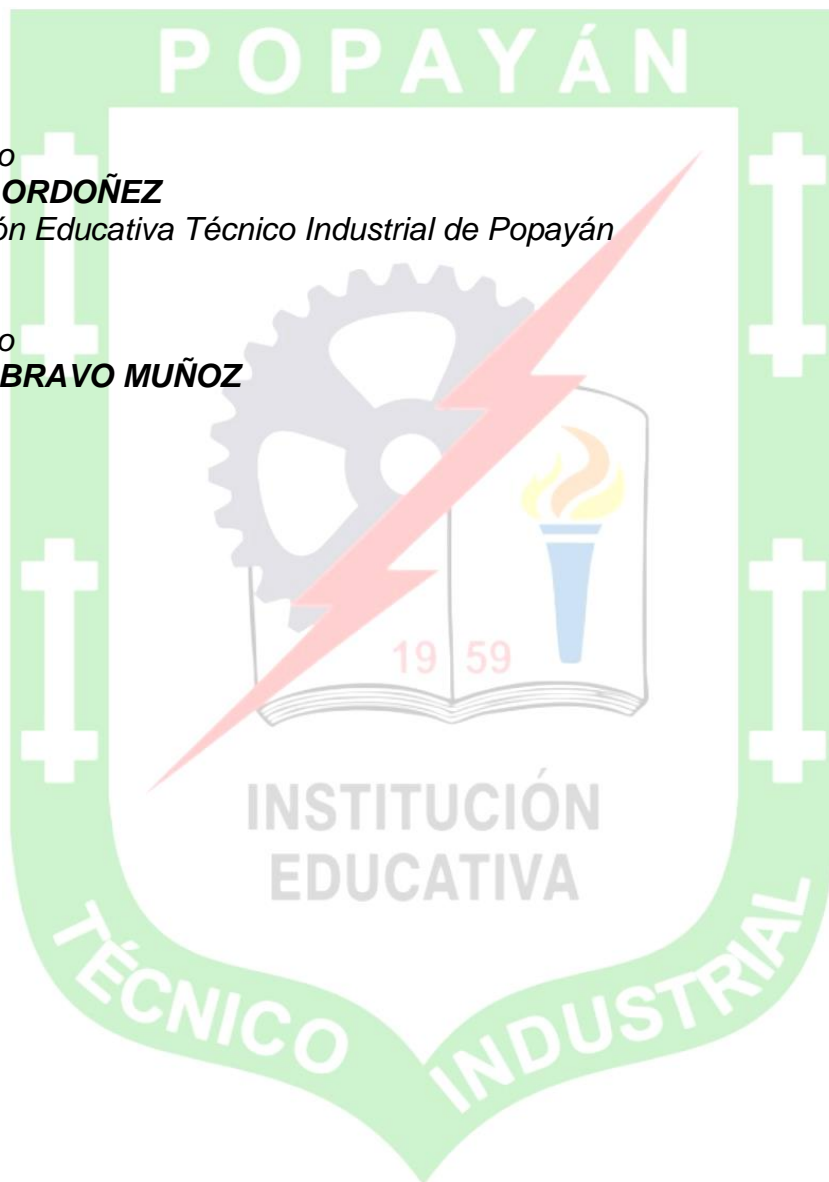 POPAYÁN
o
ORDOÑEZ
ón Educativa Técnico Industrial de Popayán
o
BRAVO MUÑOZ
19 59
INSTITUCIÓN
EDUCATIVA
TÉCNICO INDUSTRIAL